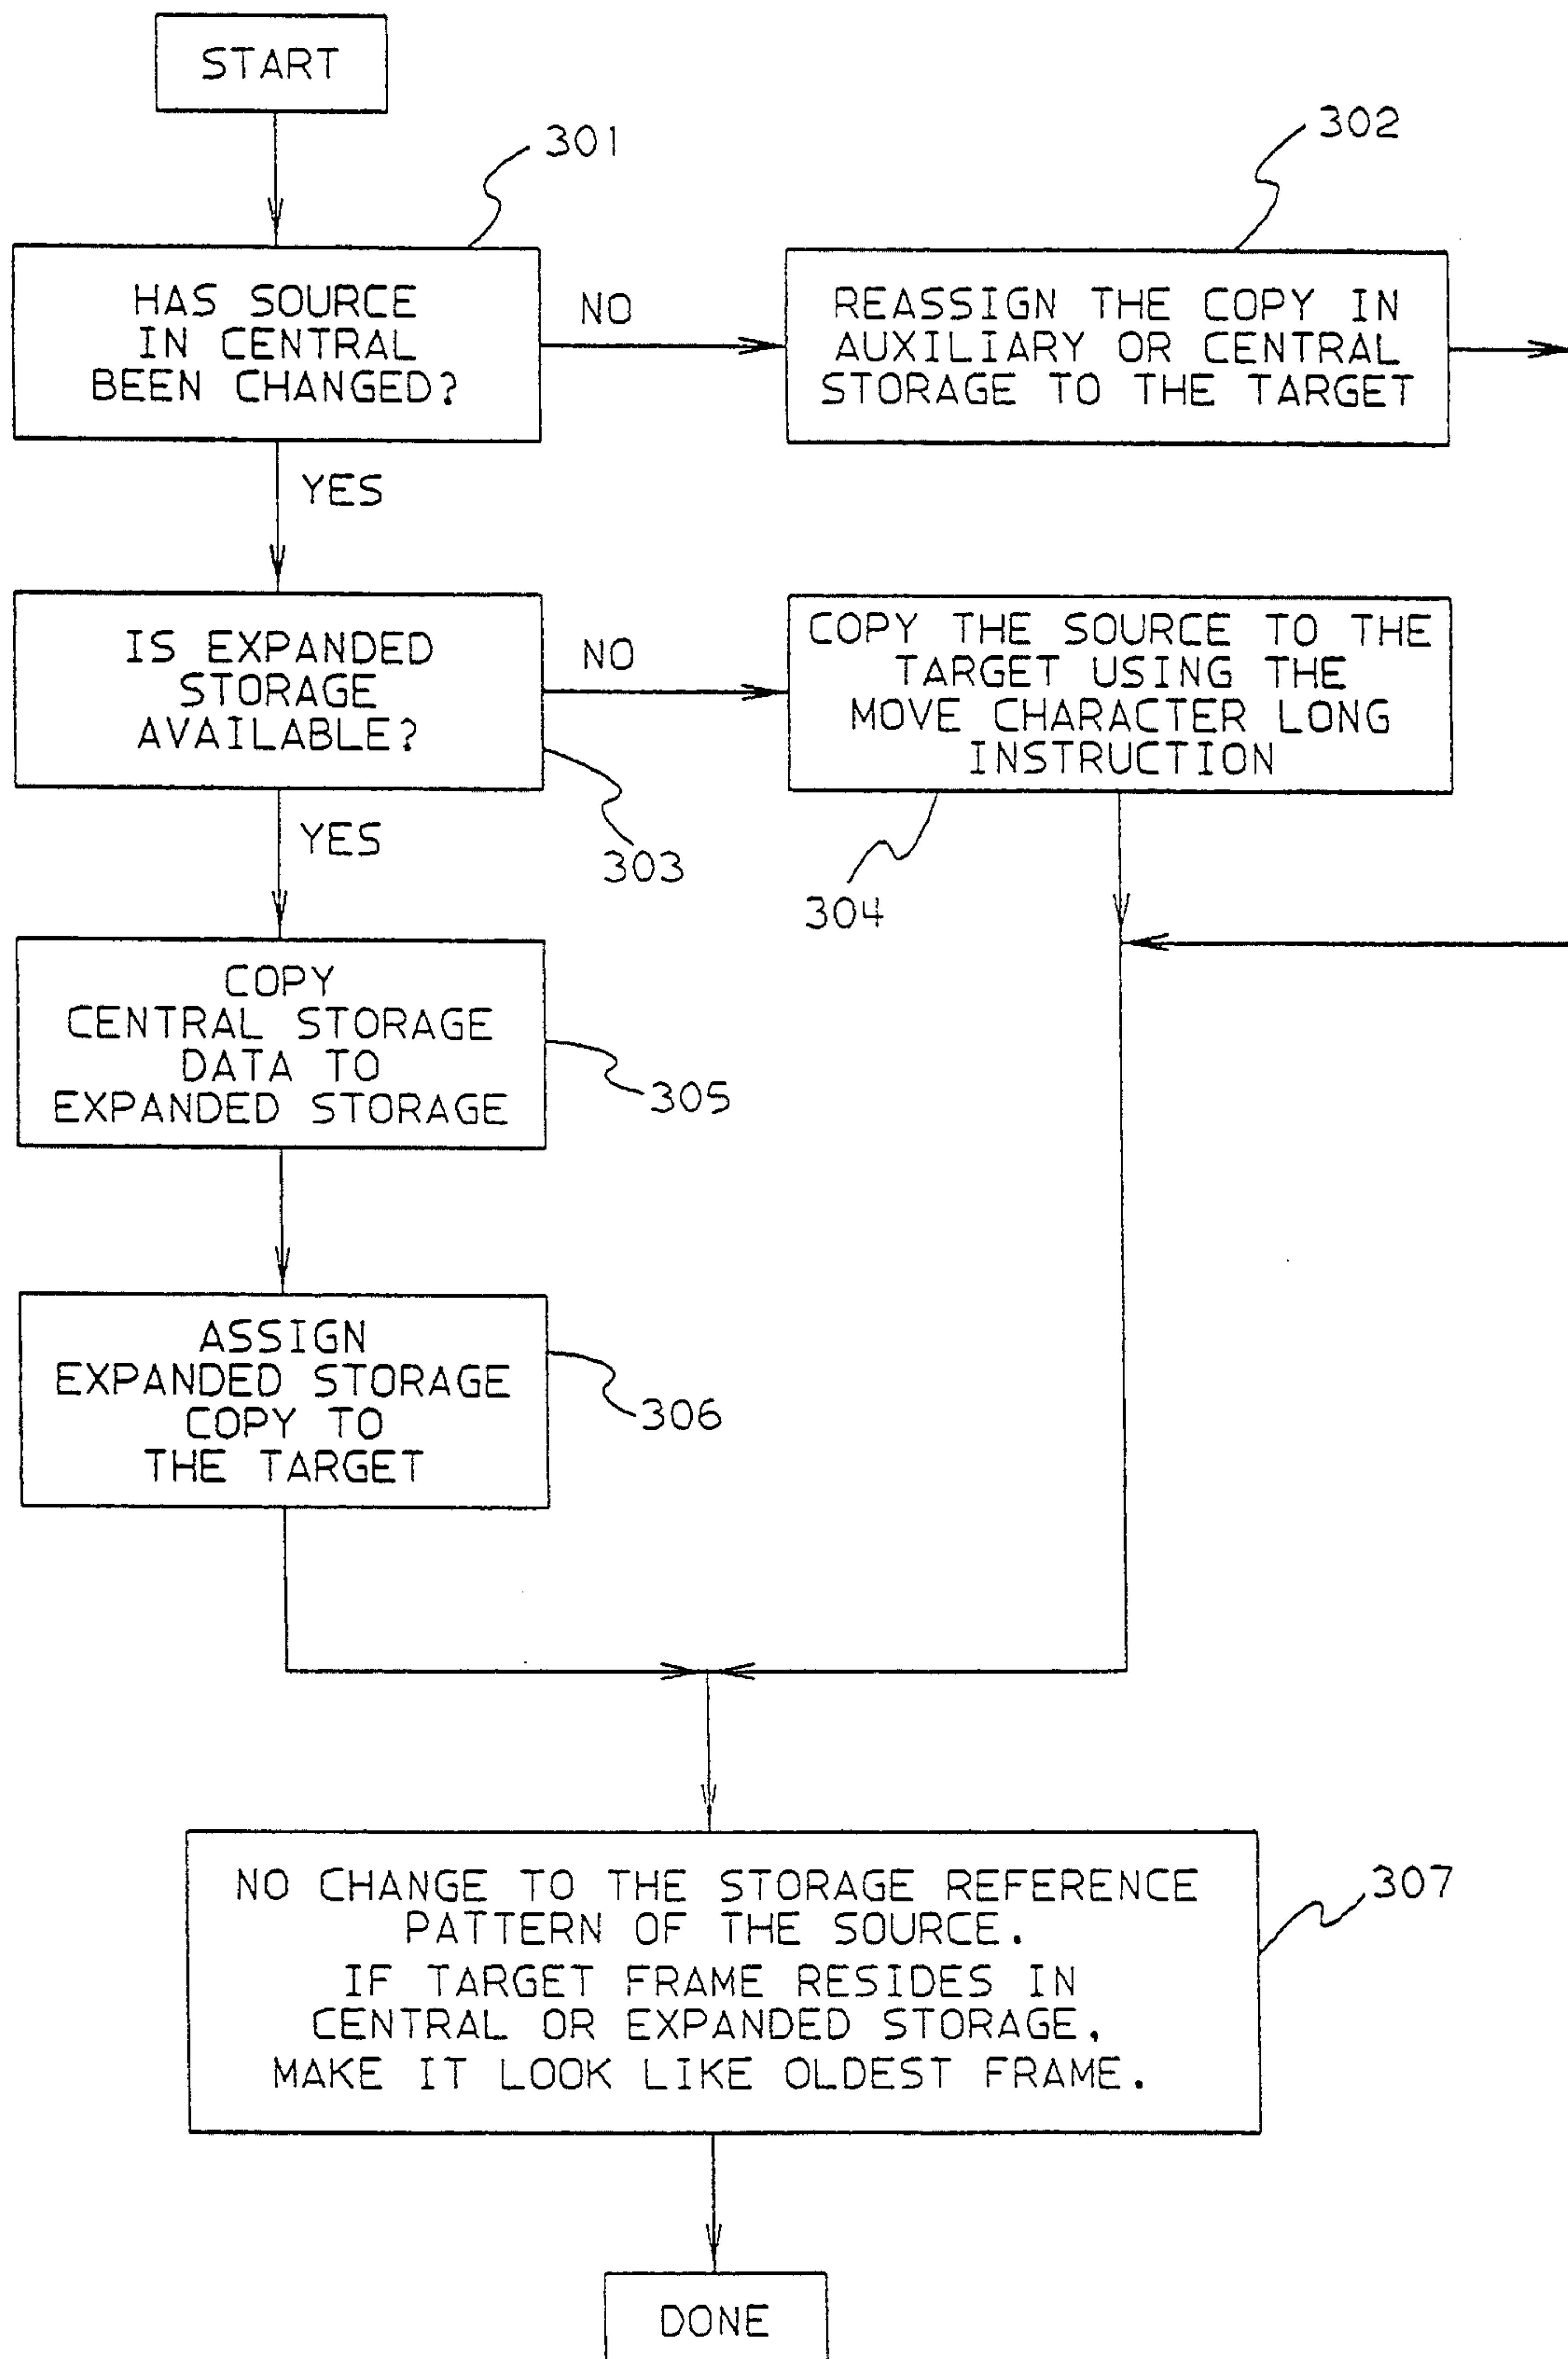 START
301
302
HAS SOURCE
IN CENTRAL
BEEN CHANGED?
NO
REASSIGN THE COPY IN
AUXILIARY OR CENTRAL
STORAGE TO THE TARGET
YES
IS EXPANDED
STORAGE
AVAILABLE?
NO
COPY THE SOURCE TO THE
TARGET USING THE
MOVE CHARACTER LONG
INSTRUCTION
YES
303
304
COPY
CENTRAL STORAGE
DATA TO
EXPANDED STORAGE
305
ASSIGN
EXPANDED STORAGE
COPY TO
THE TARGET
306
NO CHANGE TO THE STORAGE REFERENCE
PATTERN OF THE SOURCE.
IF TARGET FRAME RESIDES IN
CENTRAL OR EXPANDED STORAGE,
MAKE IT LOOK LIKE OLDEST FRAME.
307
DONE